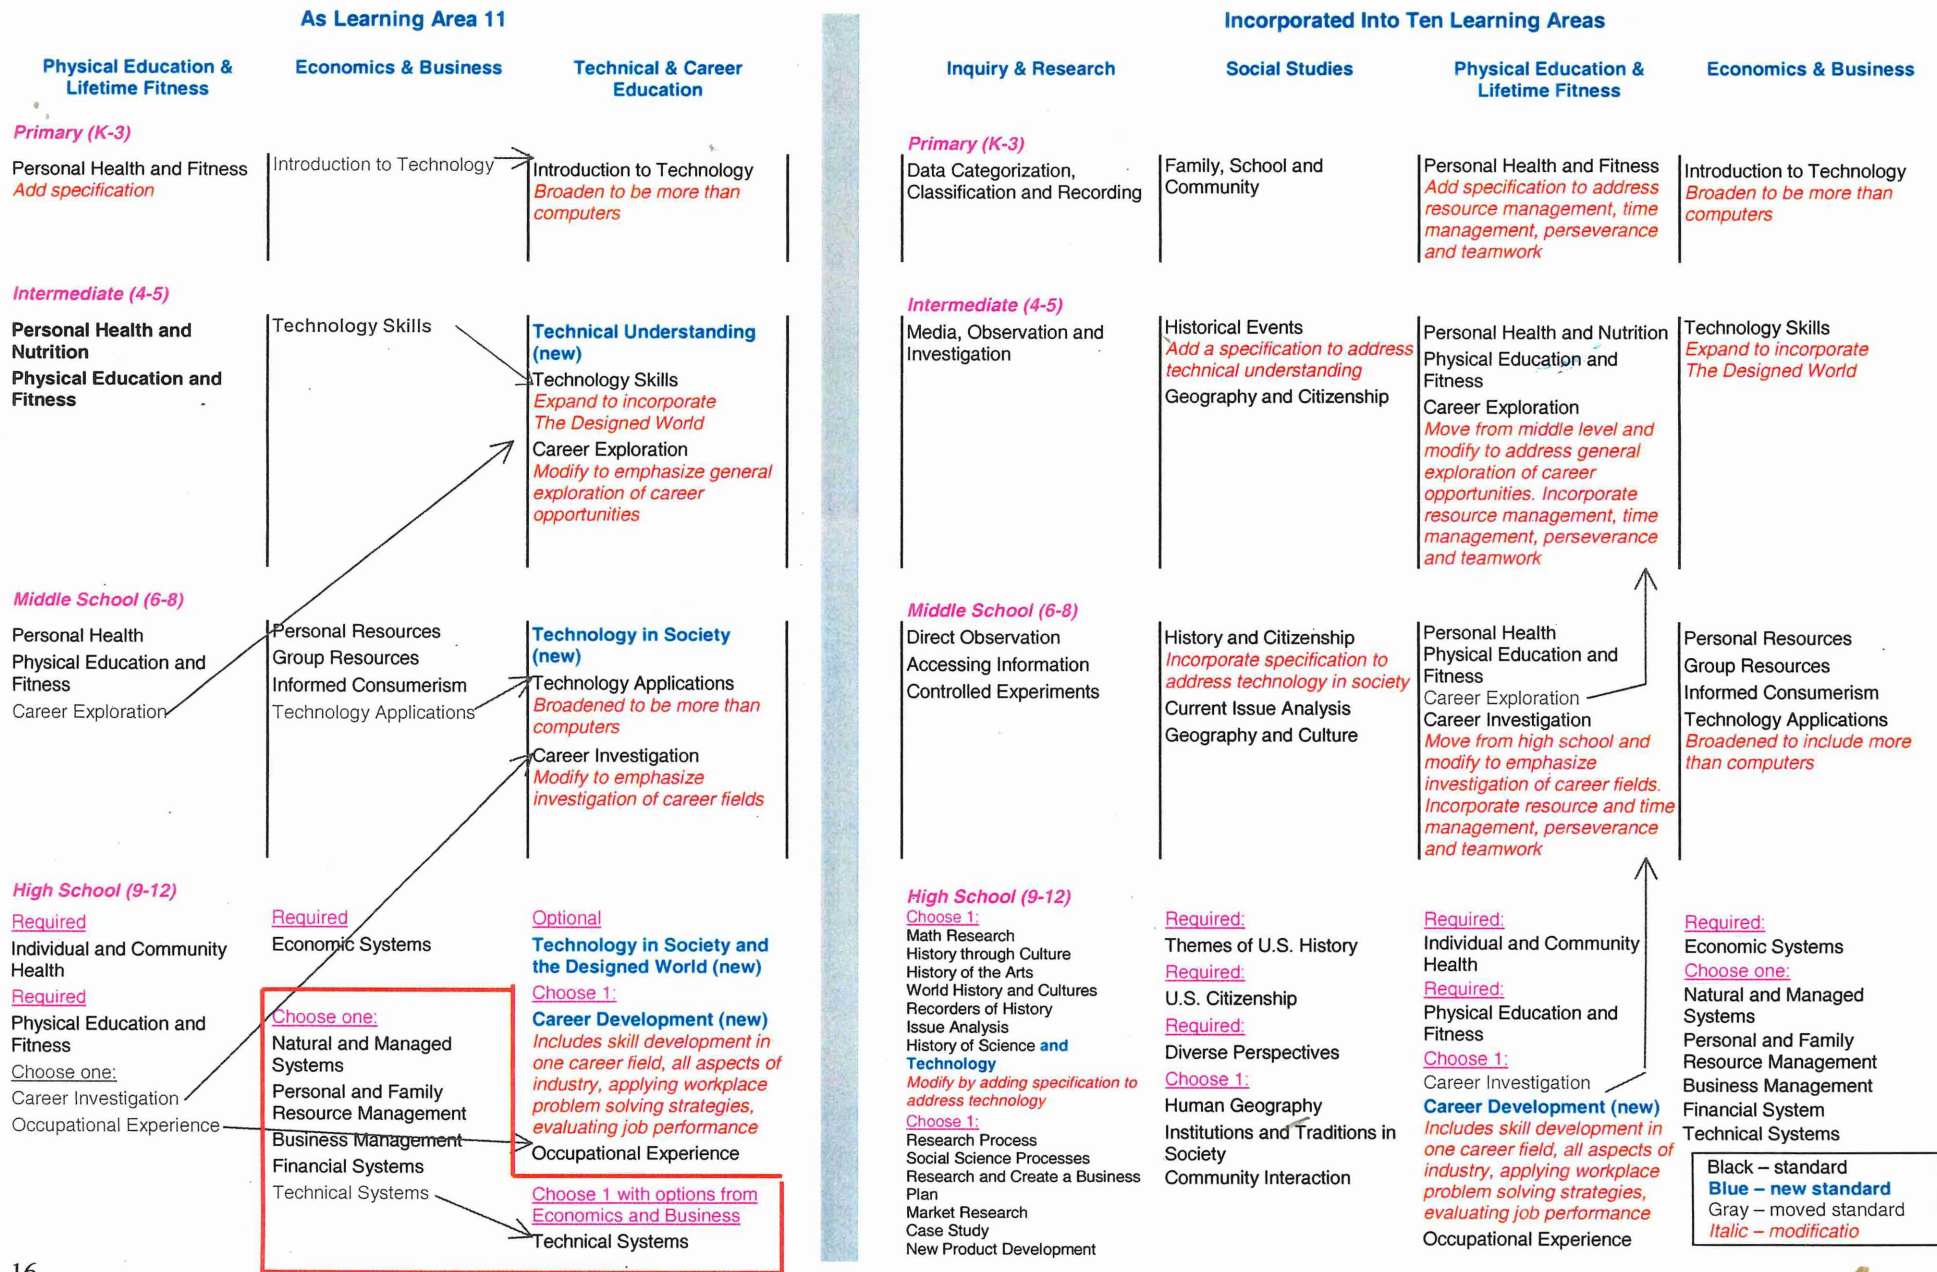 As Learning Area 11
Physical Education &
Lifetime Fitness
Economics & Business
Technical & Career
Education
Primary (K-3)
Personal Health and Fitness
Add specification
Introduction to Technology
Introduction to Technology
Broaden to be more than
computers
Intermediate (4-5)
Personal Health and
Nutrition
Physical Education and
Fitness
Technology Skills
Technical Understanding
(new)
Technology Skills
Expand to incorporate
The Designed World
Career Exploration
Modify to emphasize general
exploration of career
opportunities
Middle School (6-8)
Personal Health
Physical Education and
Fitness
Career Exploration
Personal Resources
Group Resources
Informed Consumerism
Technology Applications
Technology in Society
(new)
Technology Applications
Broadened to be more than
computers
Career Investigation
Modify to emphasize
investigation of career fields
High School (9-12)
Required
Individual and Community
Health
Required
Physical Education and
Fitness
Choose one:
Career Investigation
Occupational Experience
Required
Economic Systems
Choose one:
Natural and Managed
Systems
Personal and Family
Resource Management
Business Management
Financial Systems
Technical Systems
Optional
Technology in Society and
the Designed World (new)
Choose 1:
Career Development (new)
Includes skill development in
one career field, all aspects of
industry, applying workplace
problem solving strategies,
evaluating job performance
Occupational Experience
Choose 1 with options from
Economics and Business
Technical Systems
16
Incorporated Into Ten Learning Areas
Inquiry & Research
Social Studies
Physical Education &
Lifetime Fitness
Economics & Business
Primary (K-3)
Data Categorization,
Classification and Recording
Family, School and
Community
Personal Health and Fitness
Add specification to address
resource management, time
management, perseverance
and teamwork
Introduction to Technology
Broaden to be more than
computers
Intermediate (4-5)
Media, Observation and
Investigation
Historical Events
Add a specification to address
technical understanding
Geography and Citizenship
Personal Health and Nutrition
Physical Education and
Fitness
Career Exploration
Move from middle level and
modify to address general
exploration of career
opportunities. Incorporate
resource management, time
management, perseverance
and teamwork
Technology Skills
Expand to incorporate
The Designed World
Middle School (6-8)
Direct Observation
Accessing Information
Controlled Experiments
History and Citizenship
Incorporate specification to
address technology in society
Current Issue Analysis
Geography and Culture
Personal Health
Physical Education and
Fitness
Career Exploration
Career Investigation
Move from high school and
modify to emphasize
investigation of career fields.
Incorporate resource and time
management, perseverance
and teamwork
Personal Resources
Group Resources
Informed Consumerism
Technology Applications
Broadened to include more
than computers
High School (9-12)
Choose 1:
Math Research
History through Culture
History of the Arts
World History and Cultures
Recorders of History
Issue Analysis
History of Science and
Technology
Modify by adding specification to
address technology
Choose 1:
Research Process
Social Science Processes
Research and Create a Business
Plan
Market Research
Case Study
New Product Development
Required:
Themes of U.S. History
Required:
U.S. Citizenship
Required:
Diverse Perspectives
Choose 1:
Human Geography
Institutions and Traditions in
Society
Community Interaction
Required:
Individual and Community
Health
Required:
Physical Education and
Fitness
Choose 1:
Career Investigation
Career Development (new)
Includes skill development in
one career field, all aspects of
industry, applying workplace
problem solving strategies,
evaluating job performance
Occupational Experience
Required:
Economic Systems
Choose one:
Natural and Managed
Systems
Personal and Family
Resource Management
Business Management
Financial System
Technical Systems
Black – standard
Blue – new standard
Gray – moved standard
Italic – modificatio